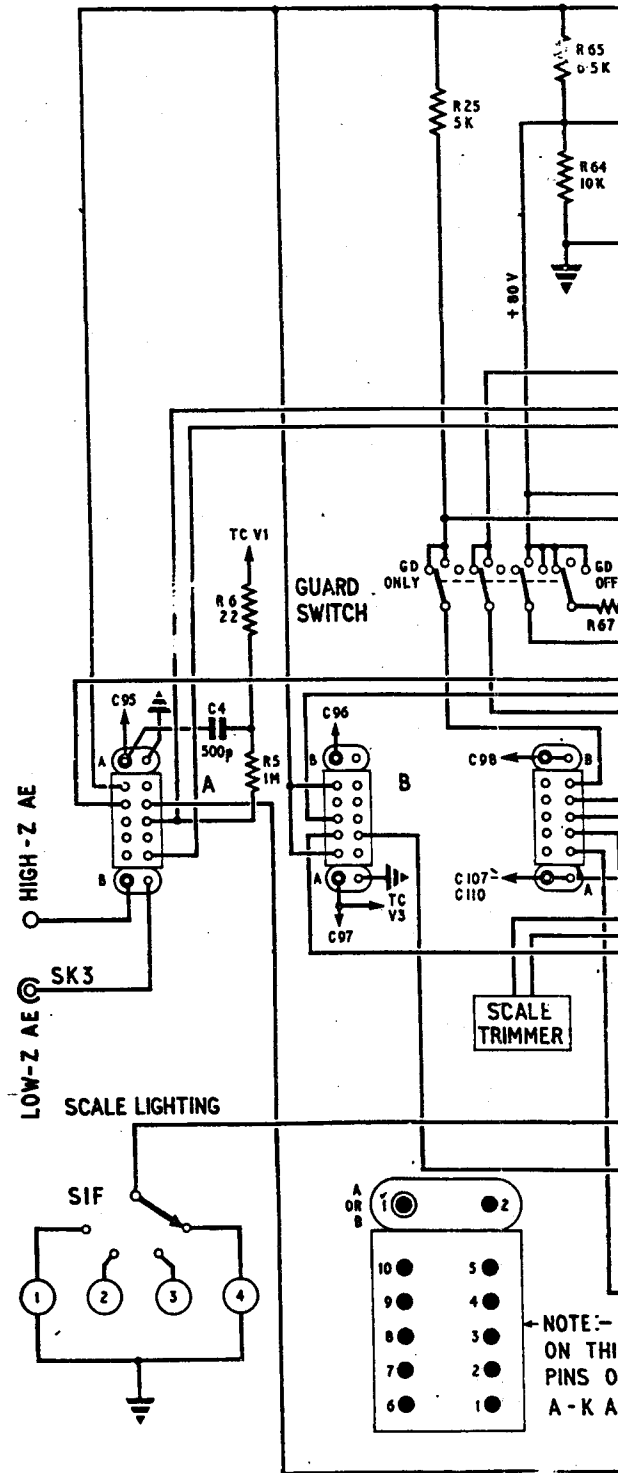 R65
6·5K
R25
5K
R64
10K
+80V
TC V1
R6
22
GUARD
SWITCH
GD
ONLY
GD
OFF
R67
C95
C4
500p
R5
1M
A
A
B
C96
B
B
A
TC
V3
C97
C98
B
C107-
C110
A
HIGH-Z AE
SK3
LOW-Z AE
SCALE
TRIMMER
SCALE LIGHTING
S1F
1
2
3
4
A
OR
B
1
2
10
5
9
4
8
3
7
2
6
1
NOTE:-
ON THI
PINS O
A-K A